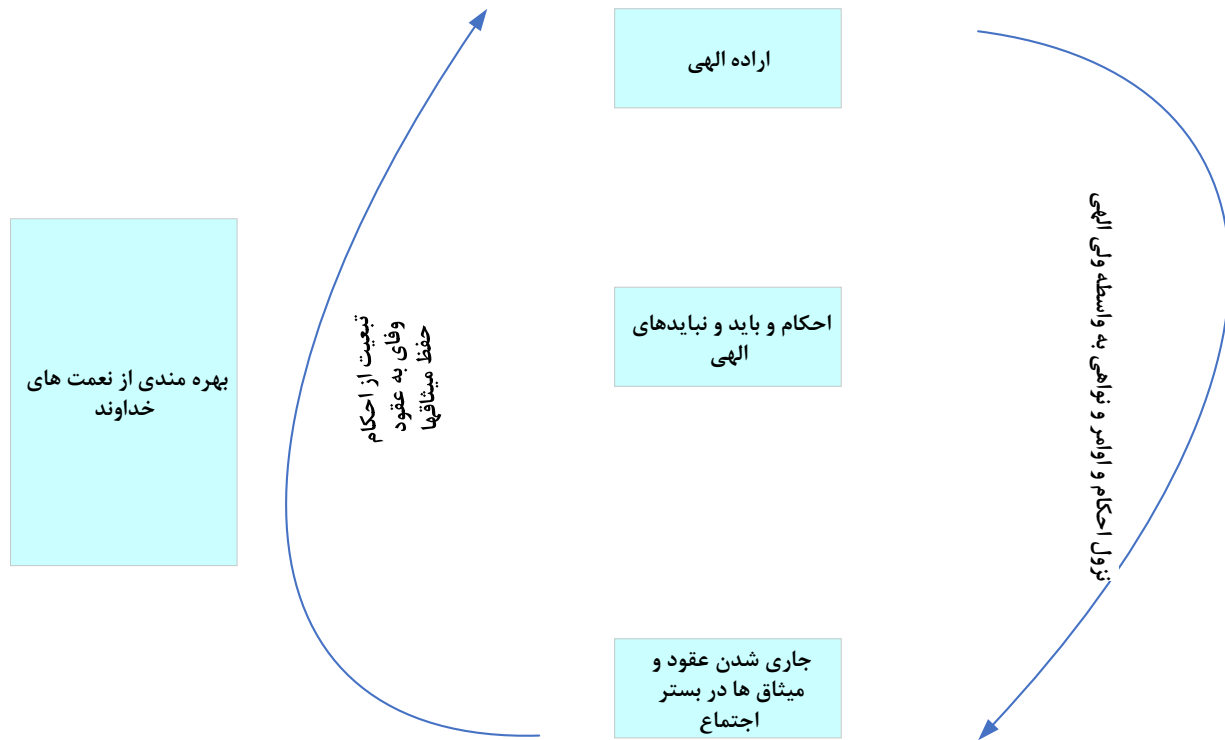 اراده الهی
نزول احکام و اوامر و نواهی به واسطه ولی الهی
احکام و باید و نبایدهای
الهی
جاری شدن عقود و
میثاق ها در بستر
اجتماع
تبعیت از احکام
وفای به عقود
حفظ میثاقها
بهره مندی از نعمت های
خداوند